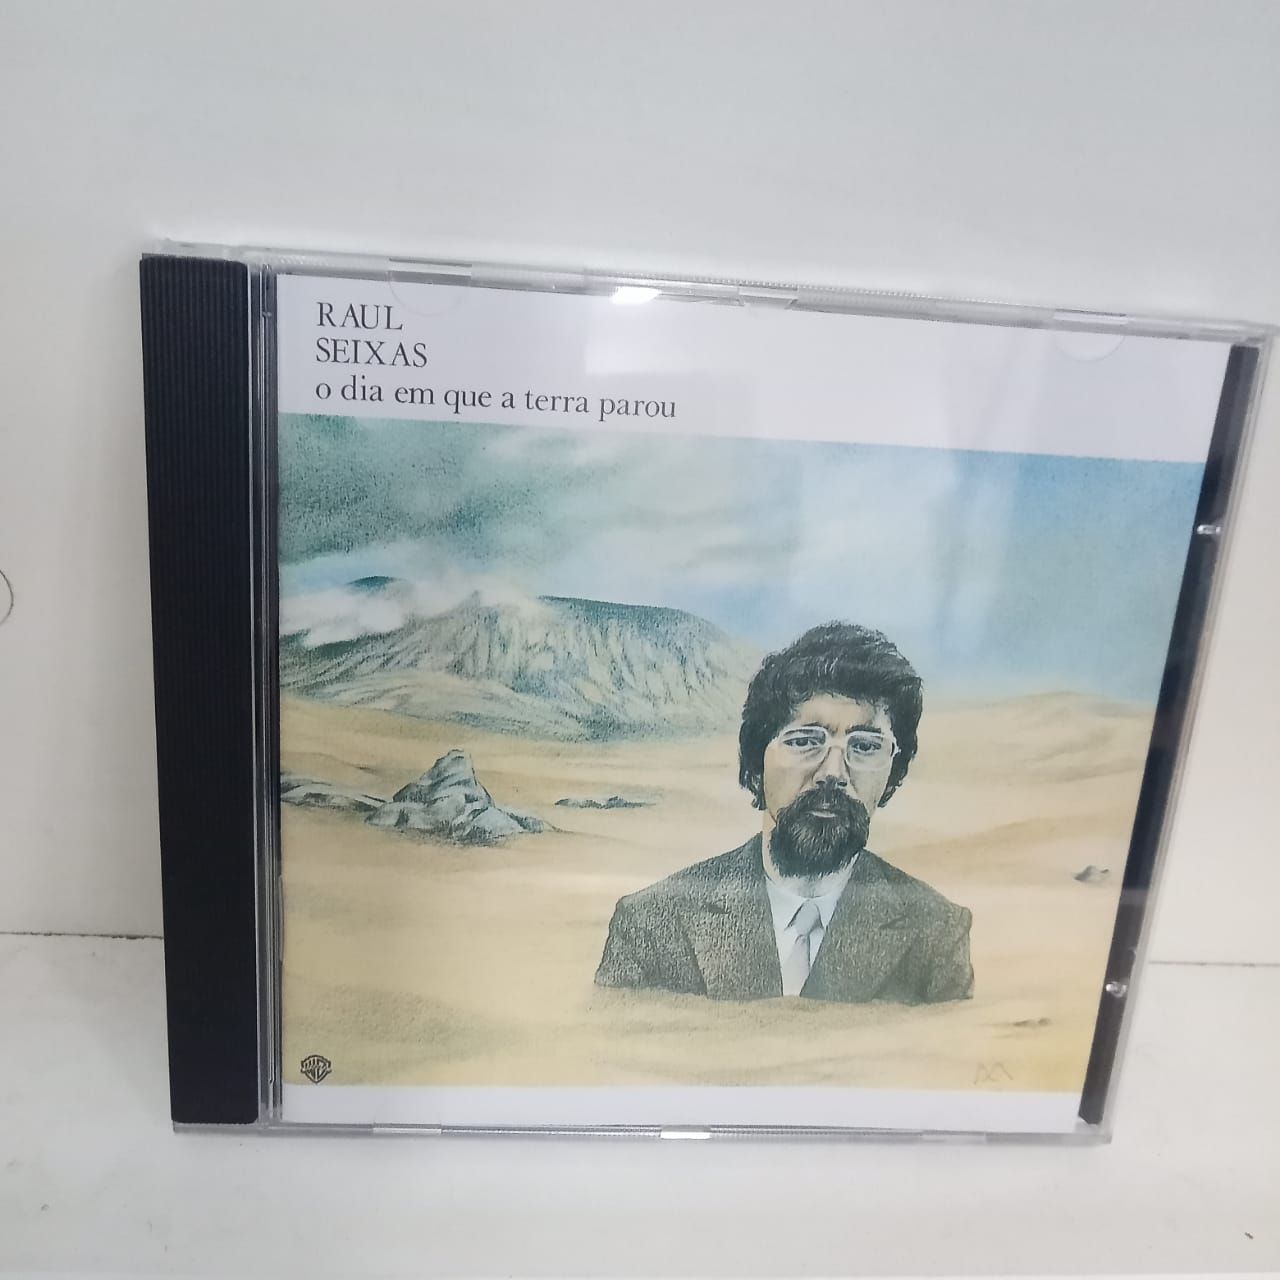 RAUL
SEIXAS
o dia em que a terra parou